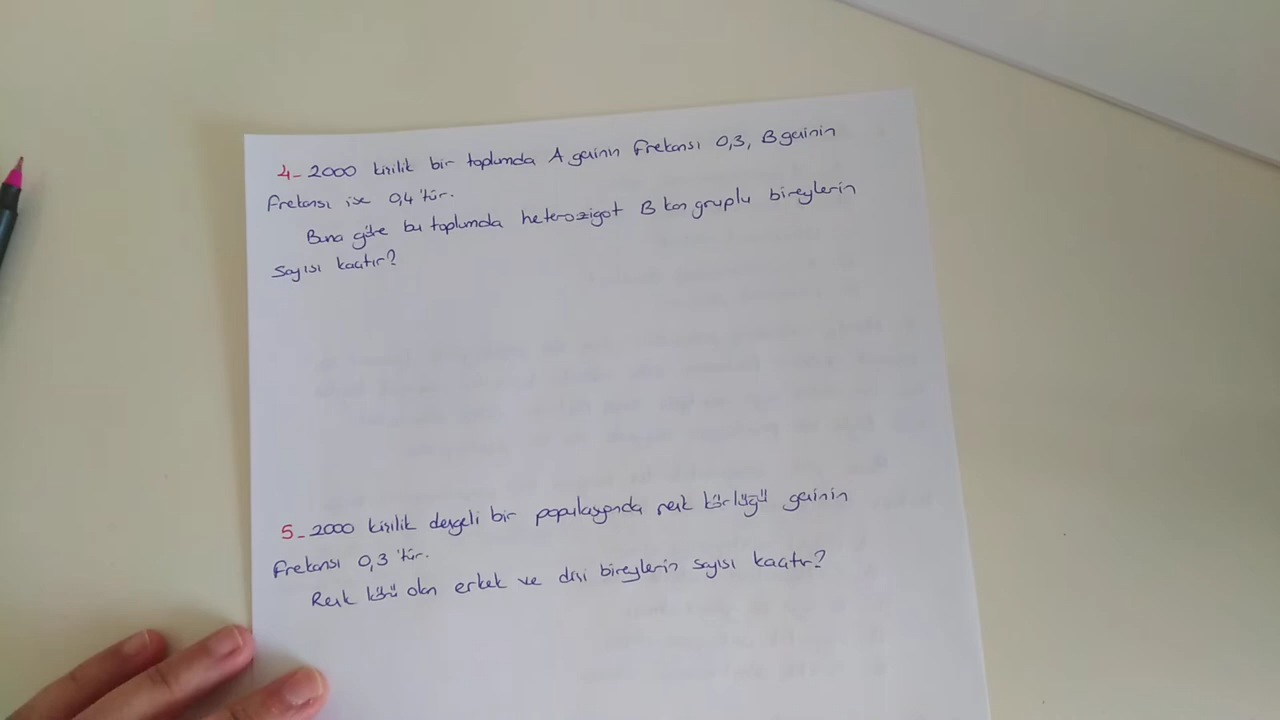 4- 2000 kişilik bir toplumda A geninin frekansı 0,3, B geninin
frekansı ise 0,4'tür.
Buna göre bu toplumda heterozigot B kan gruplu bireylerin
sayısı kaçtır?
5- 2000 kişilik dengeli bir populasyonda renk körlüğü geninin
frekansı 0,3'tür.
Renk körü olan erkek ve dişi bireylerin sayısı kaçtır?